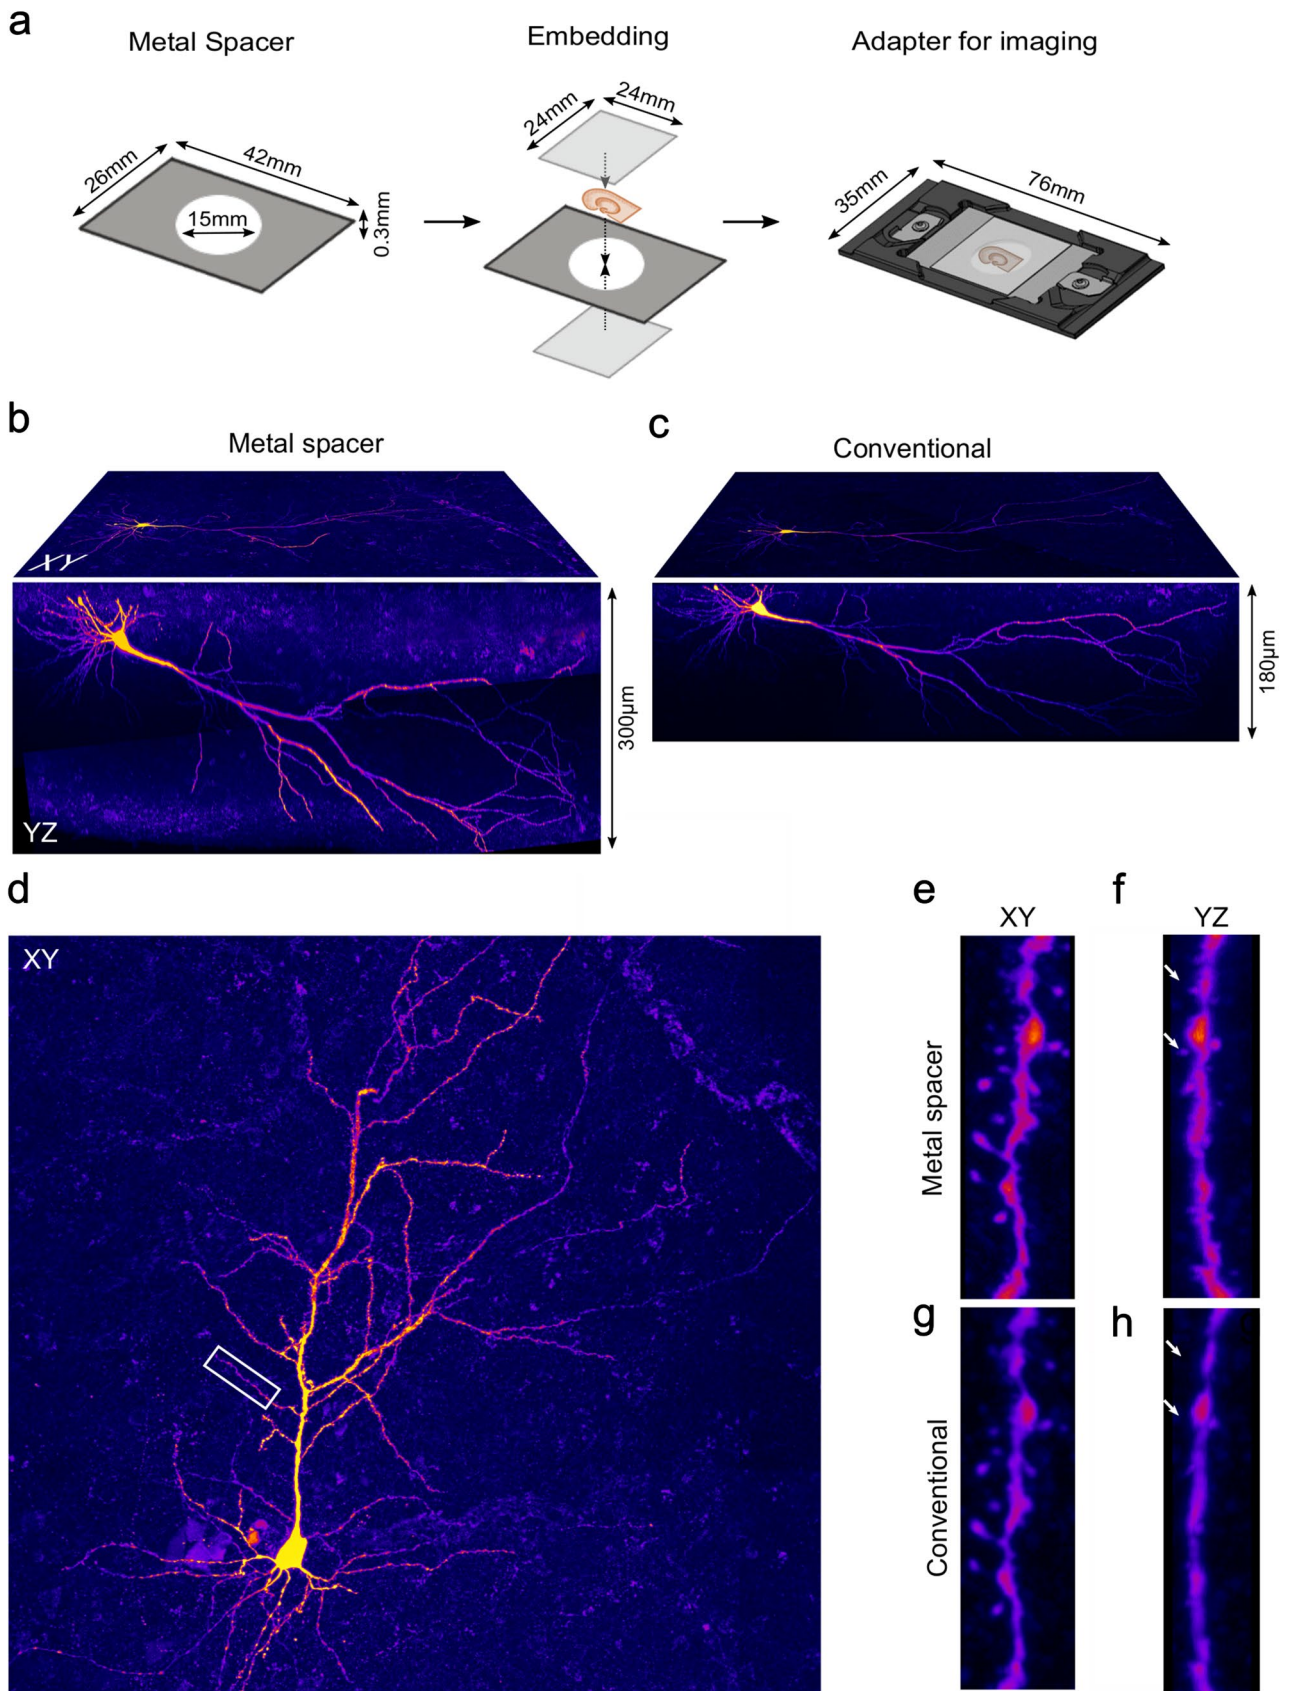 a
Metal Spacer
Embedding
Adapter for imaging
26mm
42mm
15mm
0.3mm
24mm
24mm
35mm
76mm
b
Metal spacer
c
Conventional
XY
YZ
300µm
180µm
d
XY
e
XY
f
YZ
Metal spacer
g
h
Conventional